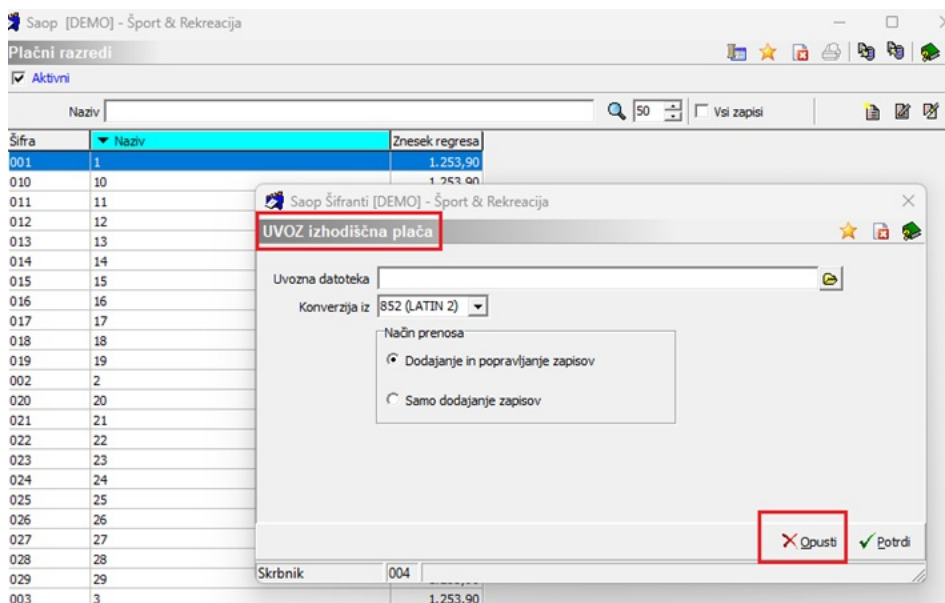 Saop [DEMO] - Šport & Rekreacija
Plačni razredi
Aktivni
Naziv 50 Vsi zapisi
Šifra Naziv Znesek regresa
001 1 1.253,90
010 10 1.253,90
011 11
012 12
013 13
014 14
015 15
016 16
017 17
018 18
019 19
002 2
020 20
021 21
022 22
023 23
024 24
025 25
026 26
027 27
028 28
029 29
003 3 1.253,90
Saop Šifranti [DEMO] - Šport & Rekreacija
UVOZ izhodiščna plača
Uvozna datoteka
Konverzija iz 852 (LATIN 2)
Način prenosa
Dodajanje in popravljanje zapisov
Samo dodajanje zapisov
Opusti Potrdi
Skrbnik 004